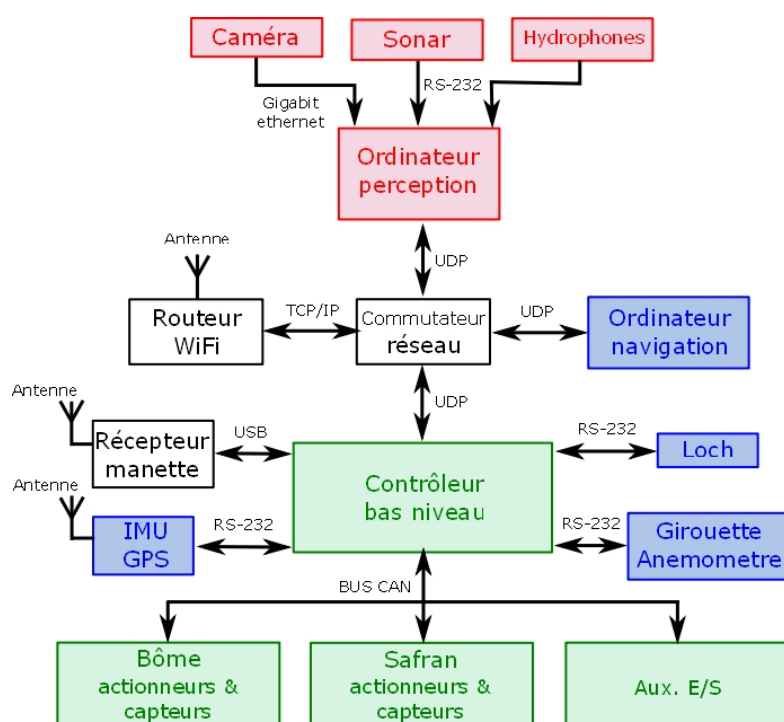 Caméra
Sonar
Hydrophones
Gigabit
ethernet
RS-232
Ordinateur
perception
Antenne
UDP
Routeur
WiFi
TCP/IP
Commutateur
réseau
UDP
Ordinateur
navigation
UDP
Antenne
Récepteur
manette
USB
Contrôleur
bas niveau
RS-232
Loch
Antenne
IMU
GPS
RS-232
RS-232
Girouette
Anemometre
BUS CAN
Bôme
actionneurs &
capteurs
Safran
actionneurs &
capteurs
Aux. E/S